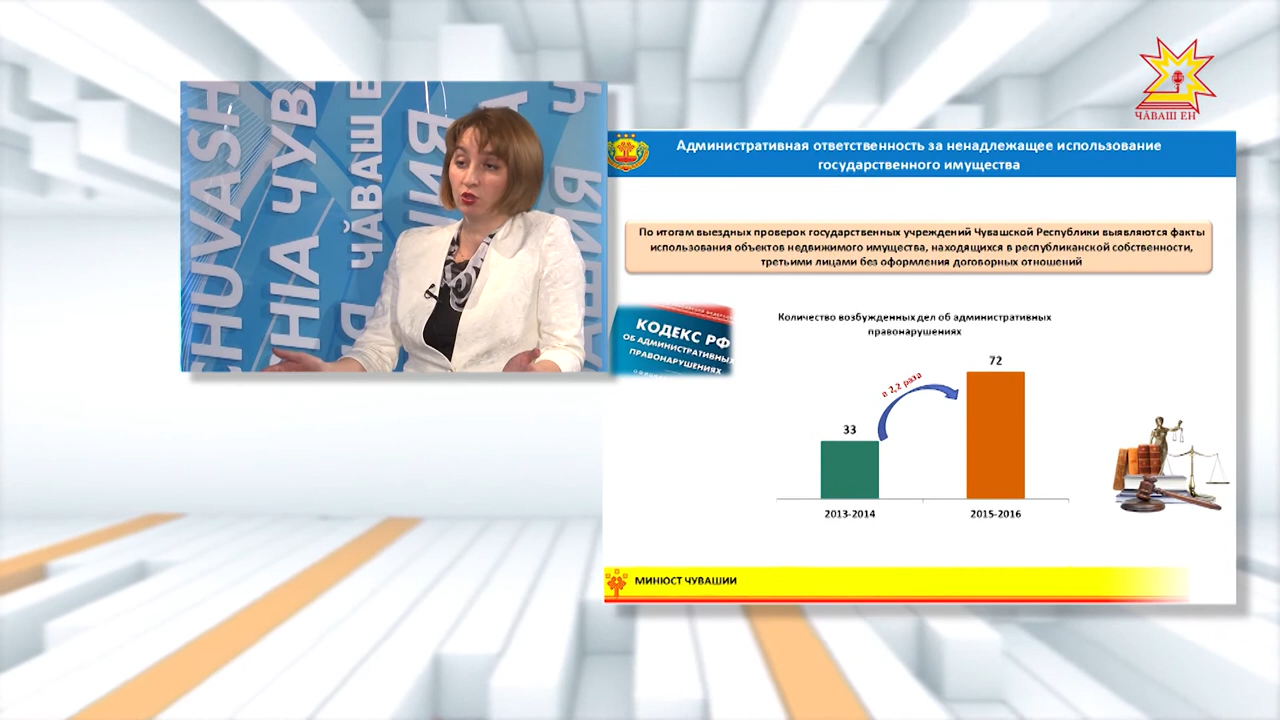 ЧӐВАШ ЕН
CHUVASH
ЧӐВАШ Е
Административная ответственность за ненадлежащее использование
государственного имущества
По итогам выездных проверок государственных учреждений Чувашской Республики выявляются факты
использования объектов недвижимого имущества, находящихся в республиканской собственности,
третьими лицами без оформления договорных отношений
КОДЕКС РФ
ОБ АДМИНИСТРАТИВНЫХ
ПРАВОНАРУШЕНИЯХ
Количество возбужденных дел об административных
правонарушениях
72
в 2,2 раза
33
2013-2014
2015-2016
МИНЮСТ ЧУВАШИИ